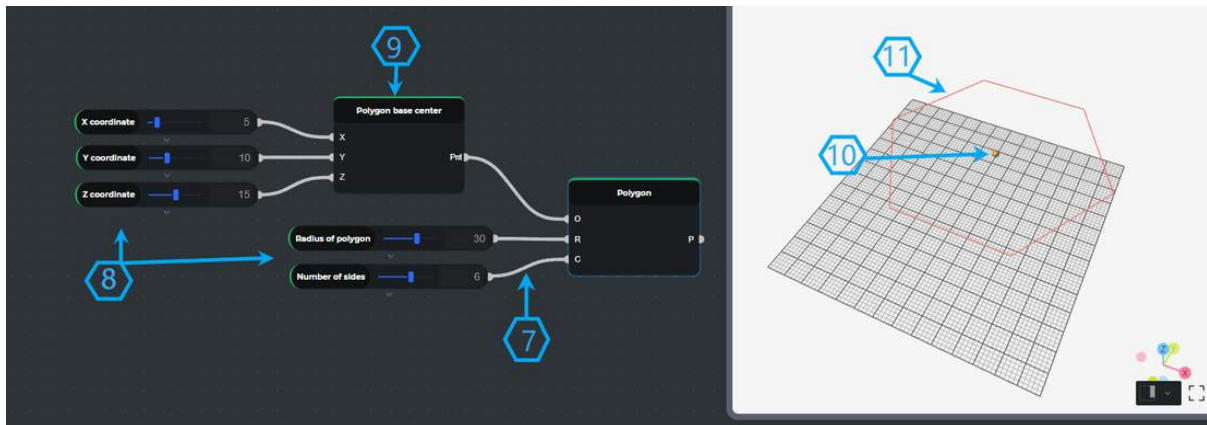 9
11
Polygon base center
X coordinate 5
X
Y coordinate 10
Y Pnt
10
Z coordinate 15
Z
Polygon
O
Radius of polygon 30
R P
C
Number of sides 6
8
7
Z Y
X